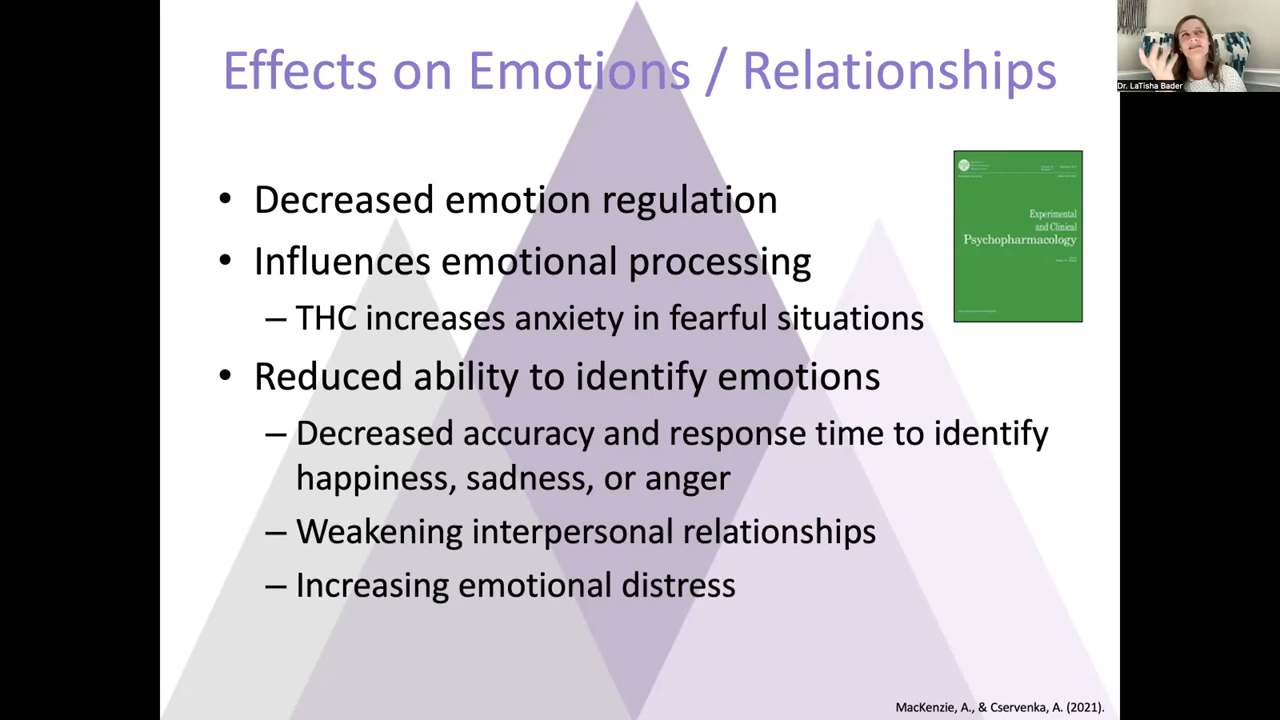 Effects on Emotions / Relationships
Dr. LaTisha Bader
• Decreased emotion regulation
• Influences emotional processing
– THC increases anxiety in fearful situations
Experimental
and Clinical
Psychopharmacology
• Reduced ability to identify emotions
– Decreased accuracy and response time to identify
happiness, sadness, or anger
– Weakening interpersonal relationships
– Increasing emotional distress
MacKenzie, A., & Cservenka, A. (2021).